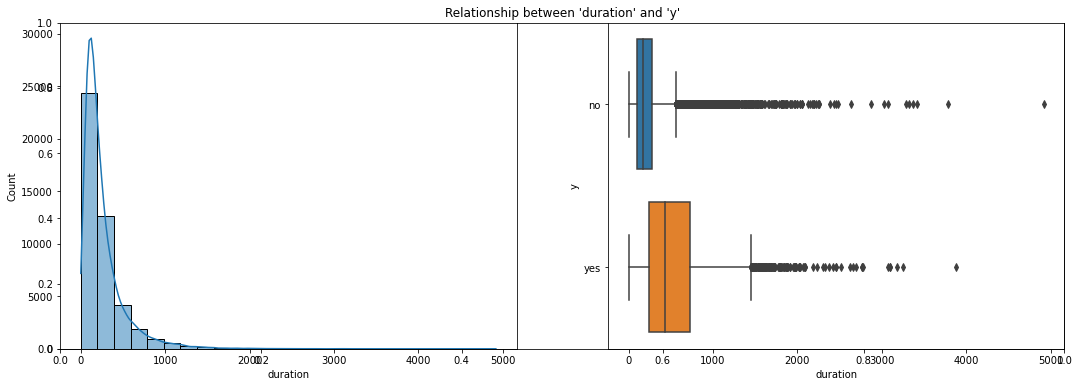 Relationship between 'duration' and 'y'
1.0
30000
25000
0.8
20000
0.6
15000
0.4
10000
0.2
5000
0.0
0
Count
0.0 0 1000 2000 0.2 3000 4000 0.4 5000
duration
no
y
yes
0 0.6 1000 2000 0.8 3000 4000 5000 1.0
duration